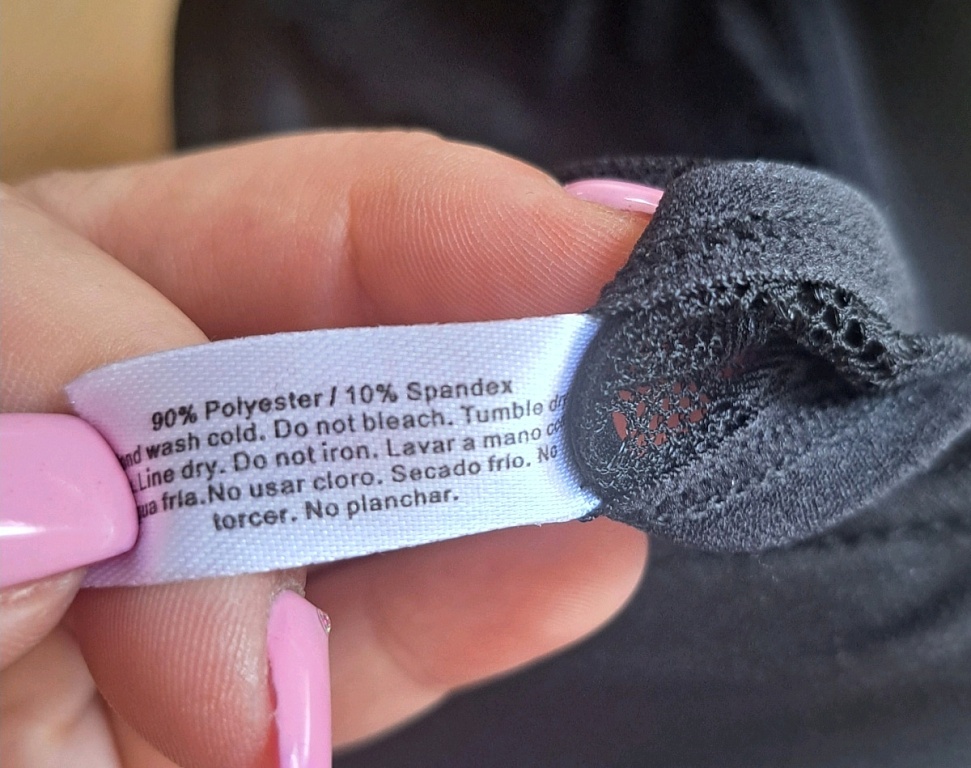 90% Polyester / 10% Spandex
wash cold. Do not bleach. Tumble
Line dry. Do not iron. Lavar a mano
fría.No usar cloro. Secado frío. No
torcer. No planchar.